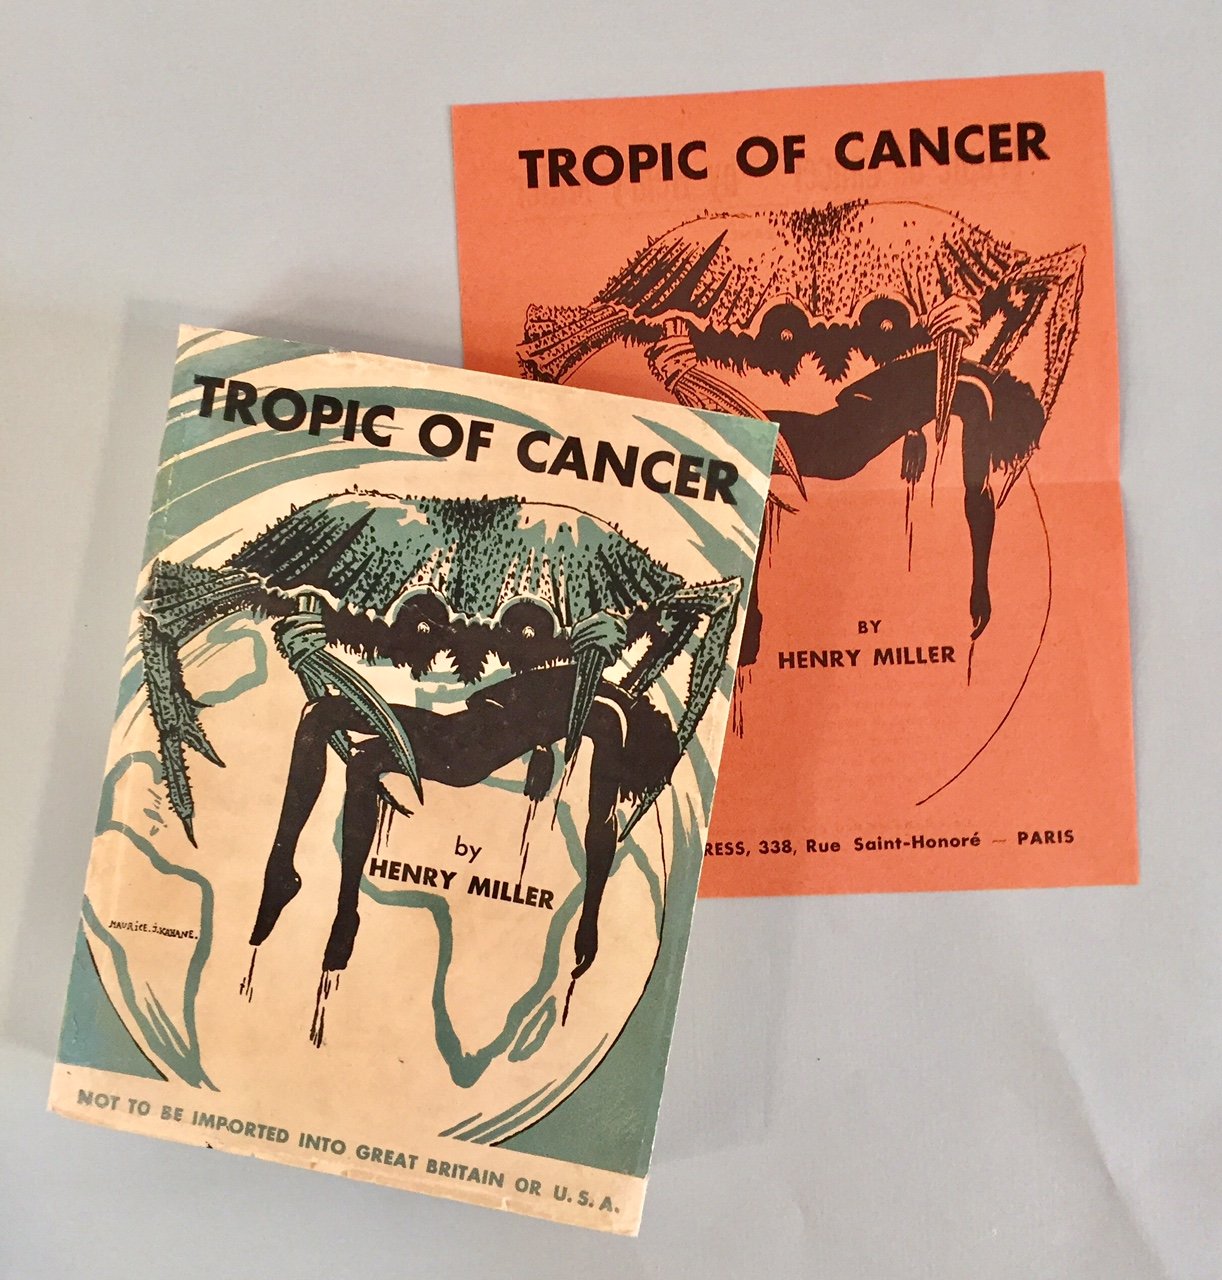 TROPIC OF CANCER
BY
HENRY MILLER
RESS, 338, Rue Saint-Honoré — PARIS
TROPIC OF CANCER
by
HENRY MILLER
MAURICE.J.KAHANE.
NOT TO BE IMPORTED INTO GREAT BRITAIN OR U.S.A.